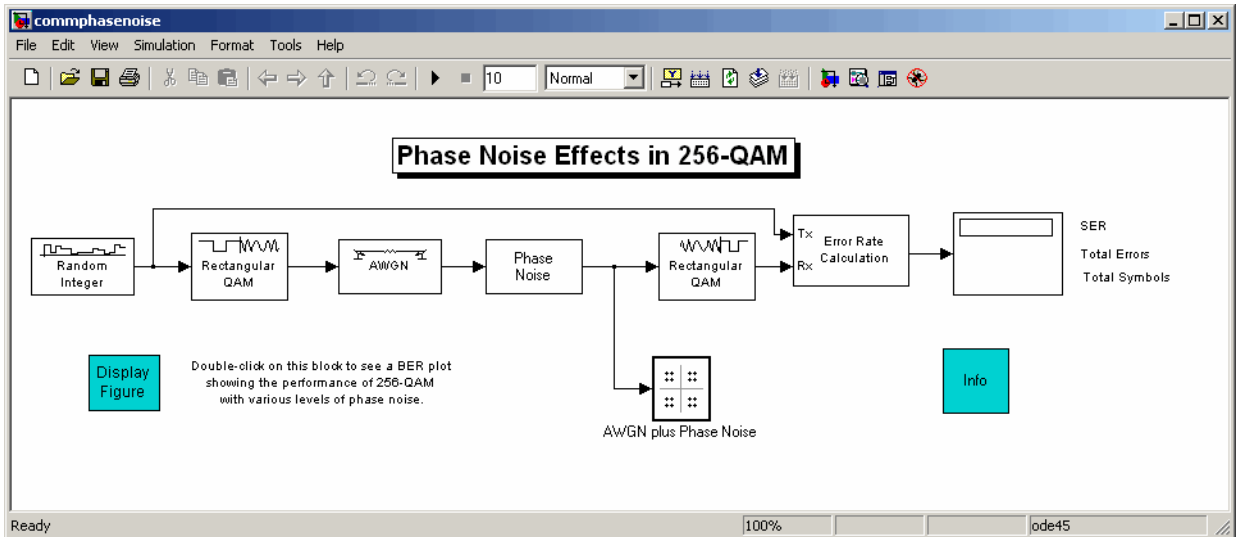 commphasenoise
File Edit View Simulation Format Tools Help
10 Normal
Phase Noise Effects in 256-QAM
Random
Integer
Rectangular
QAM
AWGN
Phase
Noise
Rectangular
QAM
Tx
Rx
Error Rate
Calculation
SER
Total Errors
Total Symbols
Display
Figure
Double-click on this block to see a BER plot
showing the performance of 256-QAM
with various levels of phase noise.
AWGN plus Phase Noise
Info
Ready 100% ode45